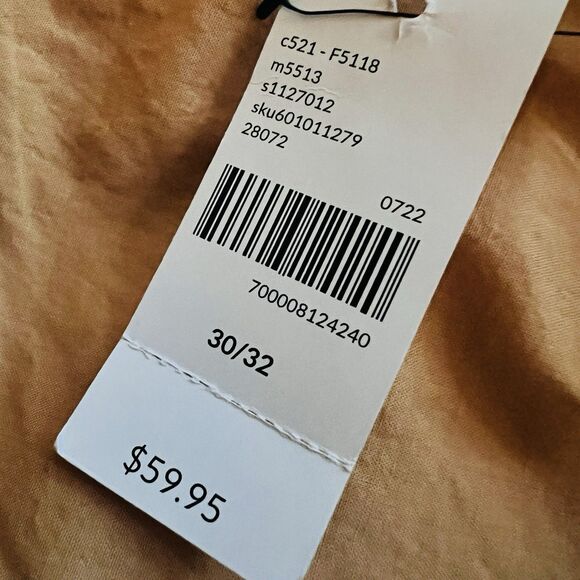 c521 - F5118
m5513
s1127012
sku601011279
28072
0722
700008124240
30/32
$59.95